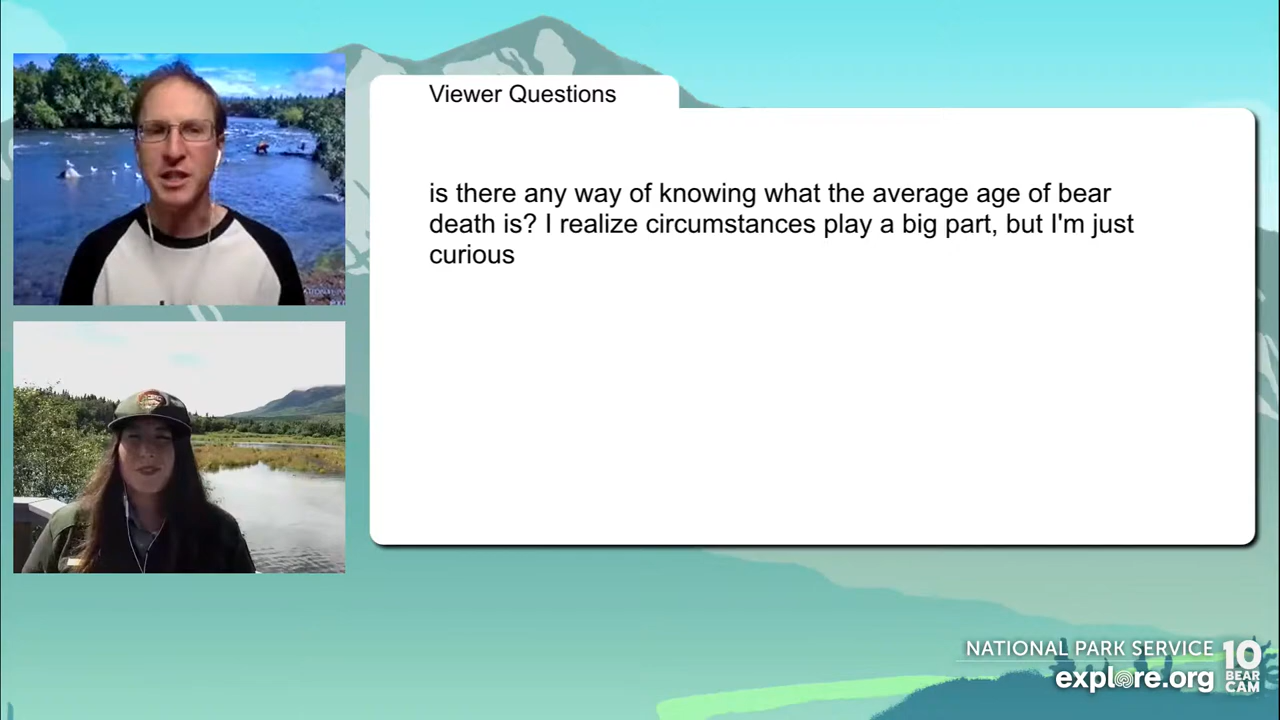 Viewer Questions
is there any way of knowing what the average age of bear
death is? I realize circumstances play a big part, but I'm just
curious
NATIONAL PARK SERVICE
explore.org
10
BEAR
CAM